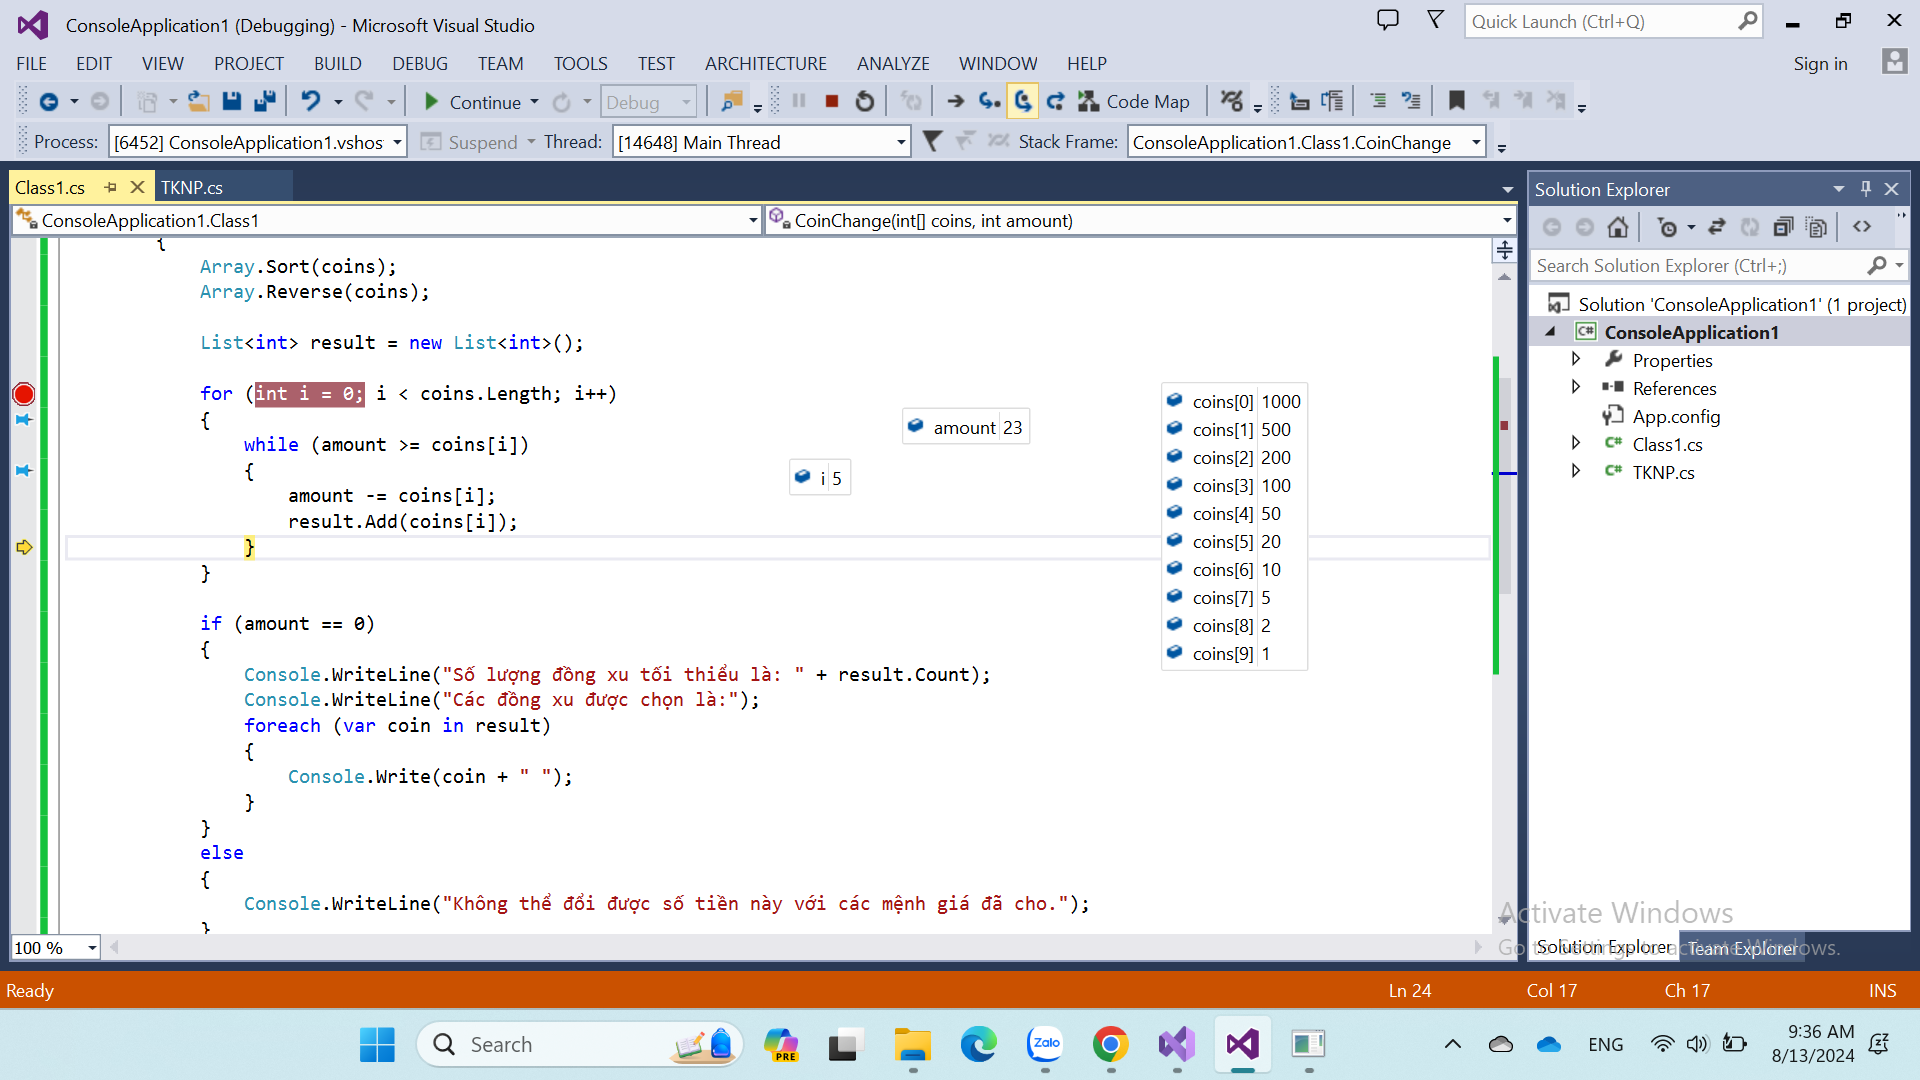 ConsoleApplication1 (Debugging) - Microsoft Visual Studio
Quick Launch (Ctrl+Q)
FILE EDIT VIEW PROJECT BUILD DEBUG TEAM TOOLS TEST ARCHITECTURE ANALYZE WINDOW HELP
Sign in
Continue Debug Code Map
Process: [6452] ConsoleApplication1.vshos Suspend Thread: [14648] Main Thread Stack Frame: ConsoleApplication1.Class1.CoinChange
Class1.cs TKNP.cs
ConsoleApplication1.Class1
CoinChange(int[] coins, int amount)
{
Array.Sort(coins);
Array.Reverse(coins);
List<int> result = new List<int>();
for (int i = 0; i < coins.Length; i++)
{
while (amount >= coins[i])
{
amount -= coins[i];
result.Add(coins[i]);
}
}
if (amount == 0)
{
Console.WriteLine("Số lượng đồng xu tối thiểu là: " + result.Count);
Console.WriteLine("Các đồng xu được chọn là:");
foreach (var coin in result)
{
Console.Write(coin + " ");
}
}
else
{
Console.WriteLine("Không thể đổi được số tiền này với các mệnh giá đã cho.");
}
amount 23
i 5
coins[0] 1000
coins[1] 500
coins[2] 200
coins[3] 100
coins[4] 50
coins[5] 20
coins[6] 10
coins[7] 5
coins[8] 2
coins[9] 1
100 %
Solution Explorer
Search Solution Explorer (Ctrl+;)
Solution 'ConsoleApplication1' (1 project)
C# ConsoleApplication1
Properties
References
App.config
C# Class1.cs
C# TKNP.cs
Activate Windows
Go to Settings to activate Windows.
Solution Explorer Team Explorer
Ready
Ln 24 Col 17 Ch 17 INS
Search
PRE
Zalo
ENG
9:36 AM
8/13/2024